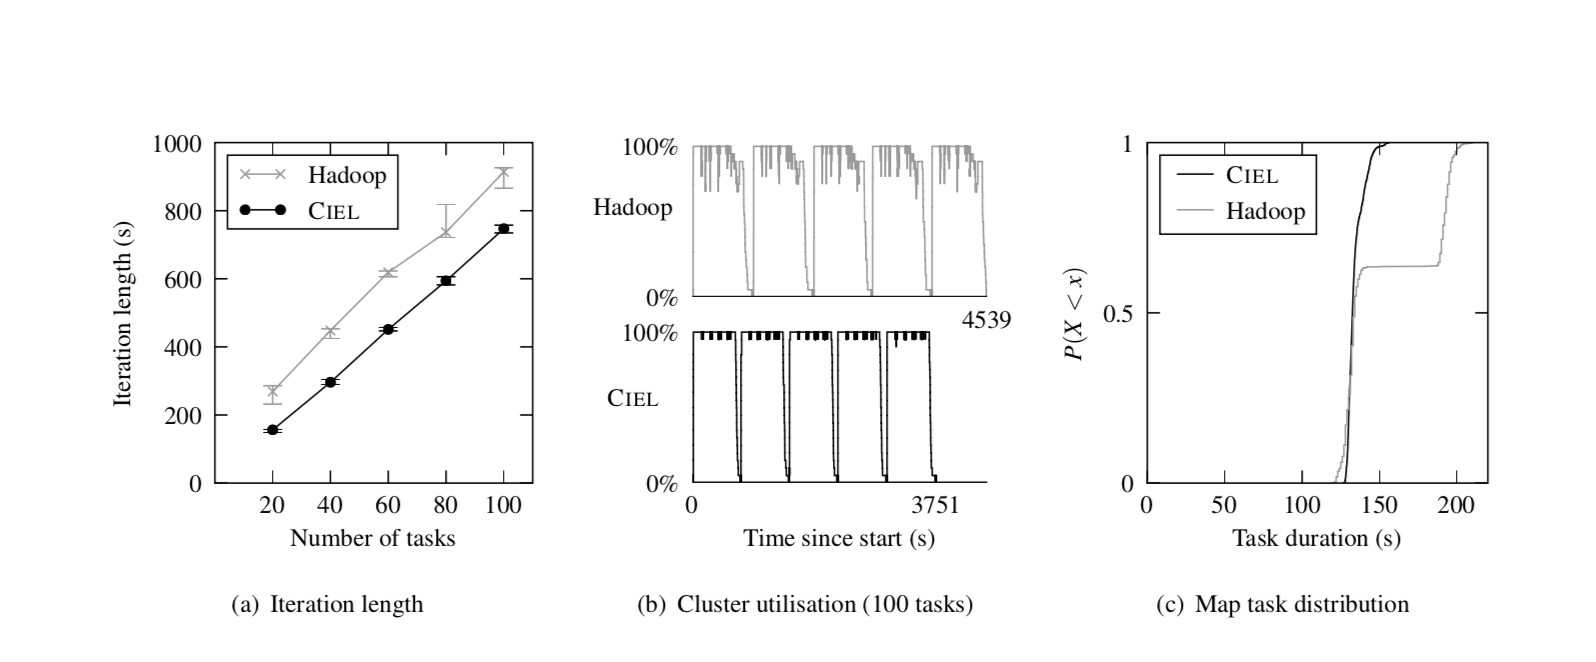 1000
800
600
400
200
0
Iteration length (s)
Hadoop
CIEL
20 40 60 80 100
Number of tasks
(a) Iteration length
100%
Hadoop
0%
4539
100%
CIEL
0%
0 3751
Time since start (s)
(b) Cluster utilisation (100 tasks)
1
0.5
0
P(X < x)
CIEL
Hadoop
0 50 100 150 200
Task duration (s)
(c) Map task distribution